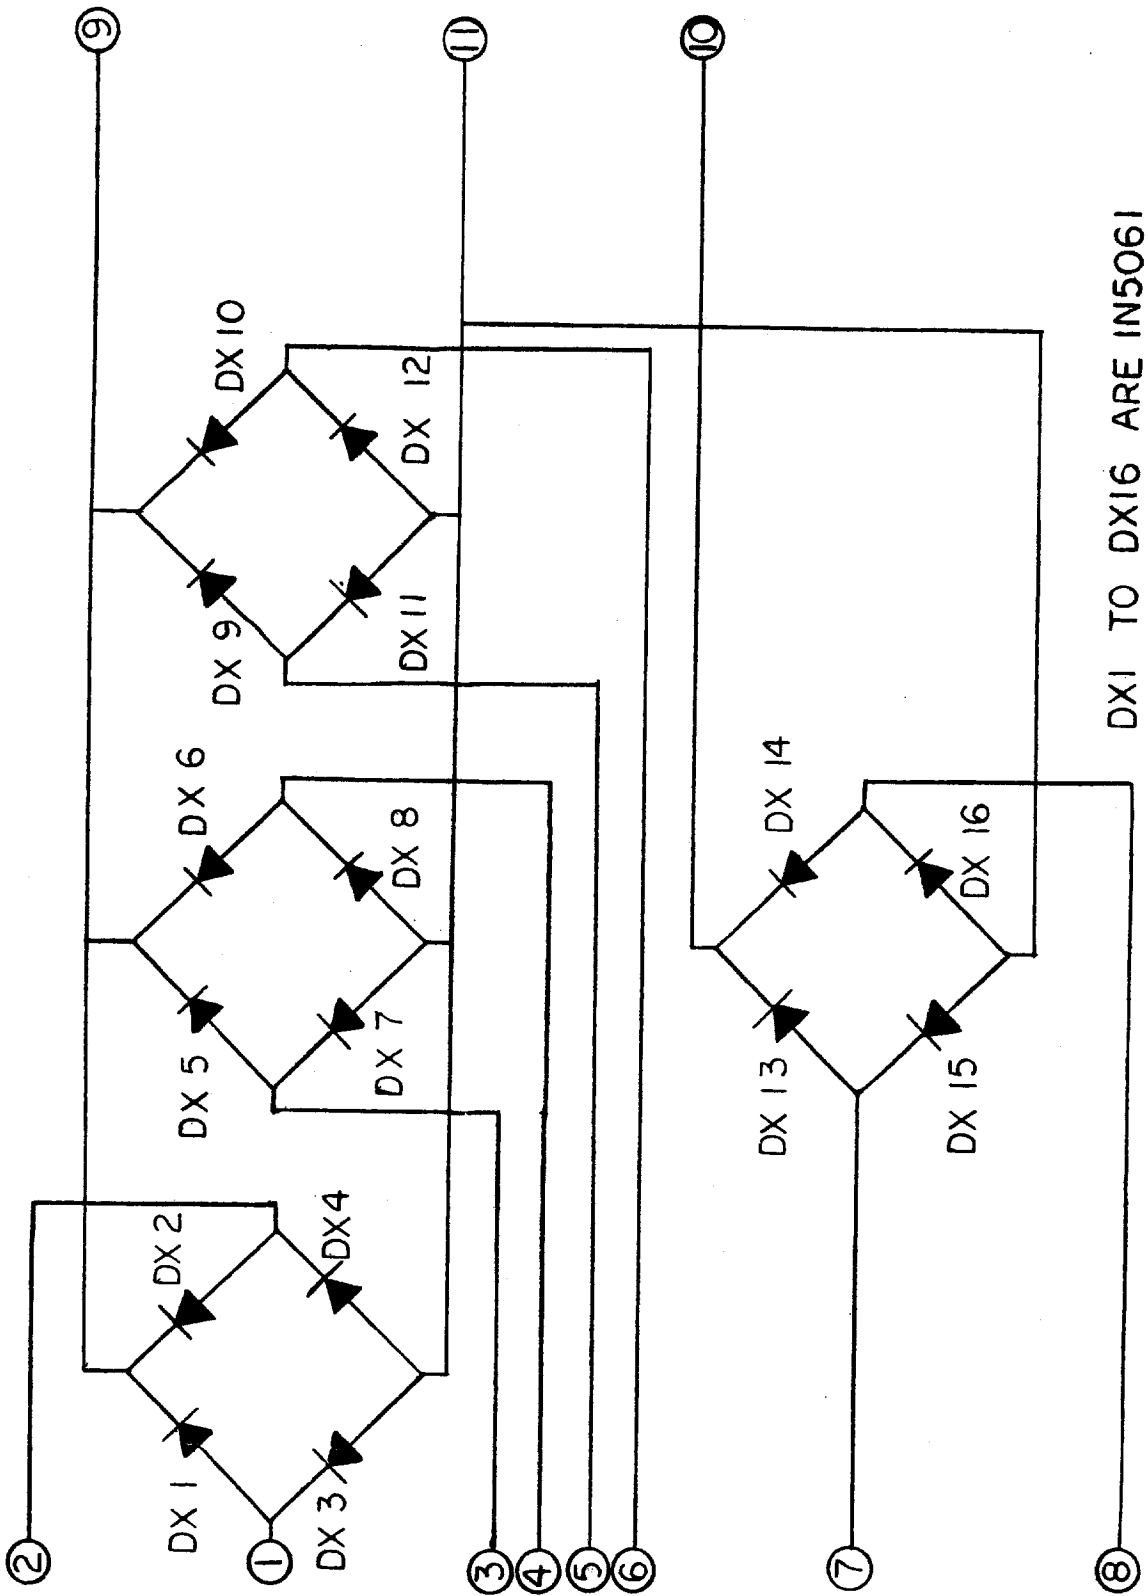 9
11
10
2
1
3
4
5
6
7
8
DX 1
DX 2
DX 3
DX4
DX 5
DX 6
DX 7
DX 8
DX 9
DX 10
DX 11
DX 12
DX 13
DX 14
DX 15
DX 16
DX1 TO DX16 ARE IN5061